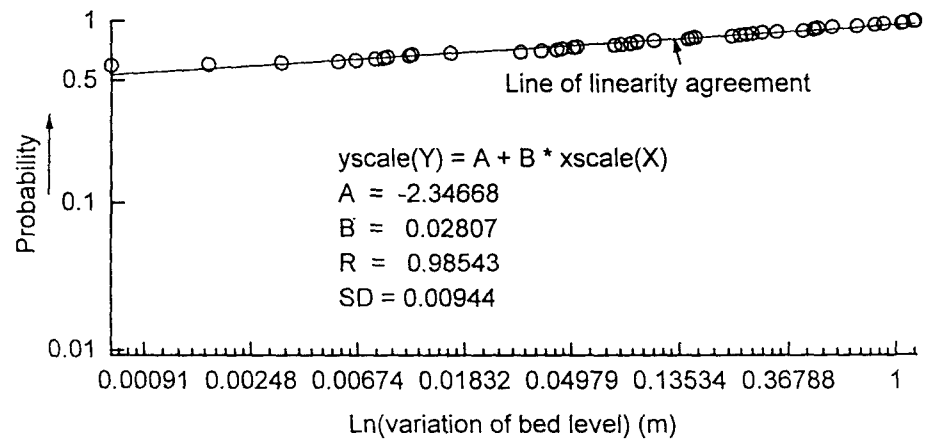 1
0.5
0.1
0.01
Probability
Line of linearity agreement
yscale(Y) = A + B * xscale(X)
A = -2.34668
B = 0.02807
R = 0.98543
SD = 0.00944
0.00091 0.00248 0.00674 0.01832 0.04979 0.13534 0.36788 1
Ln(variation of bed level) (m)